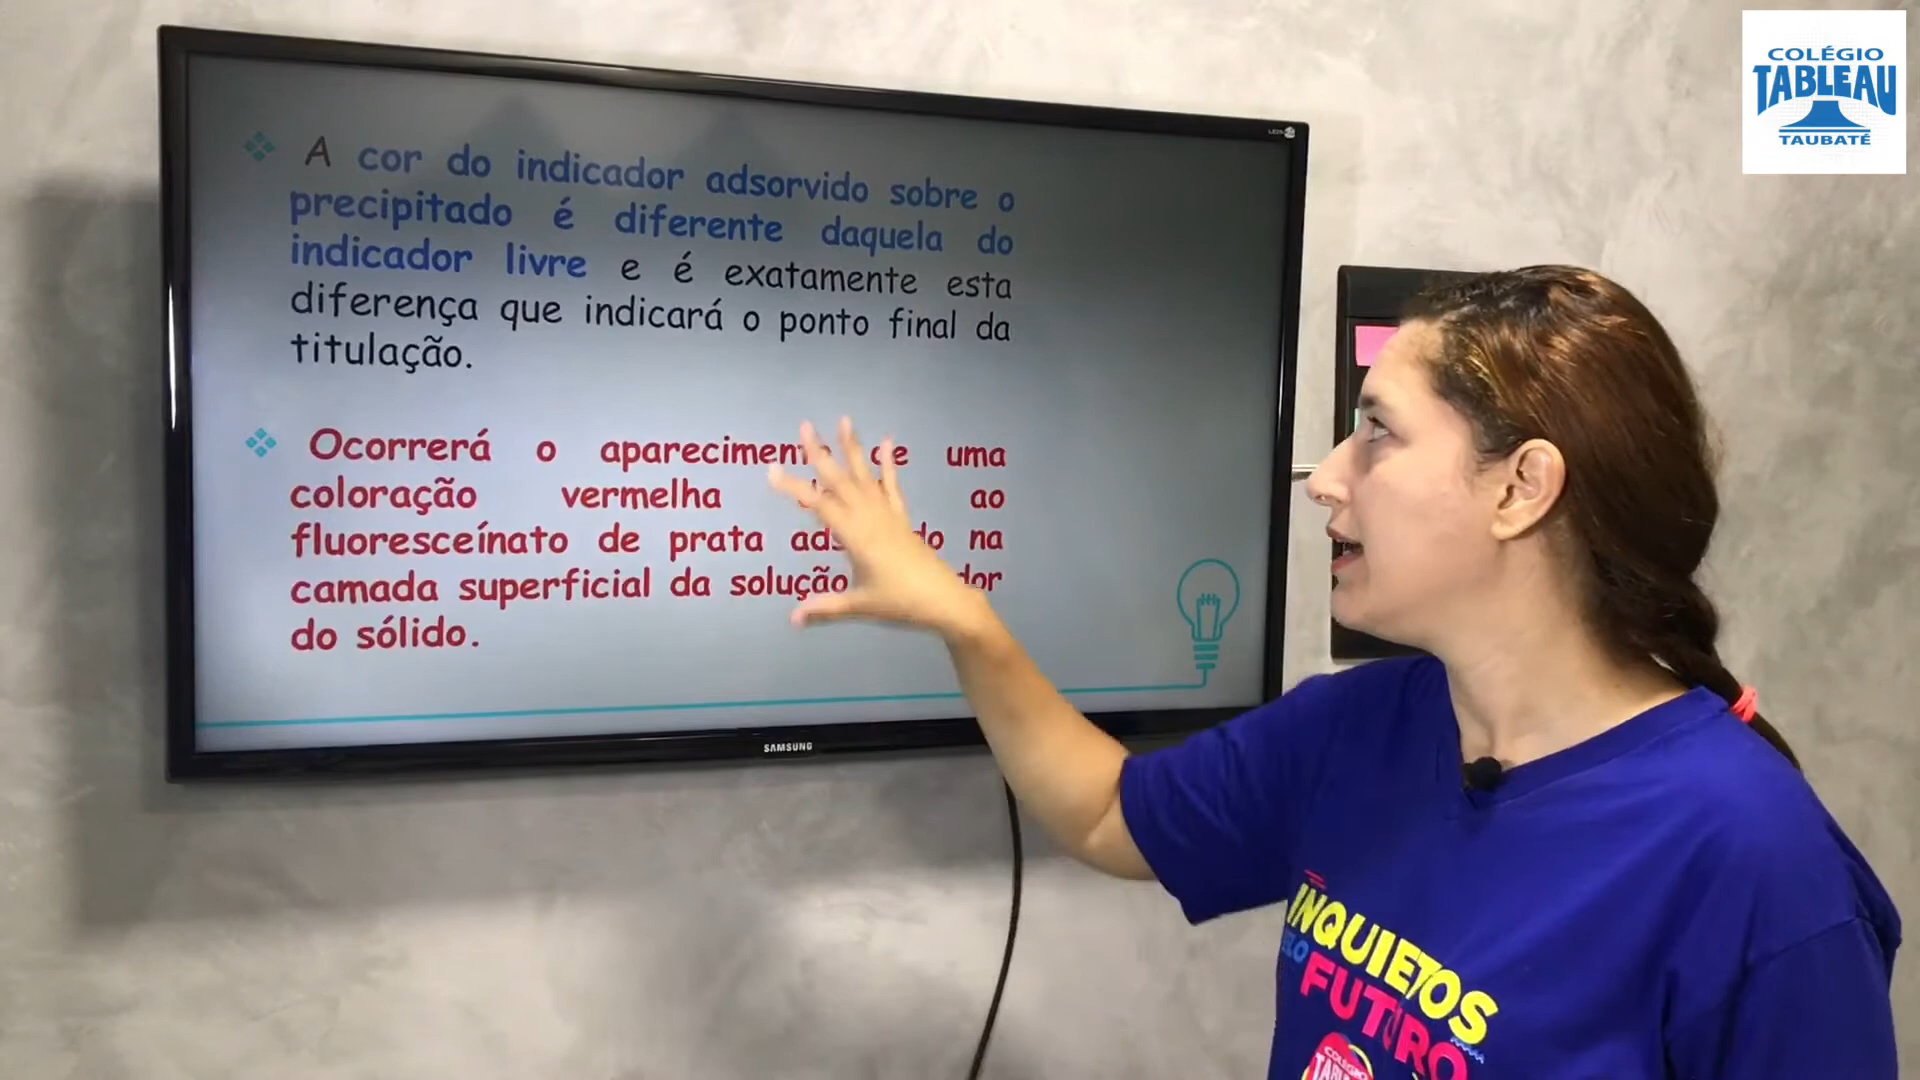 COLÉGIO
TABLEAU
TAUBATÉ
A cor do indicador adsorvido sobre o
precipitado é diferente daquela do
indicador livre e é exatamente esta
diferença que indicará o ponto final da
titulação.
Ocorrerá o de uma
coloração vermelha ao
fluoresceínato de prata na
camada superficial da solução
do sólido.
SAMSUNG
INQUIETOS
FUTURO